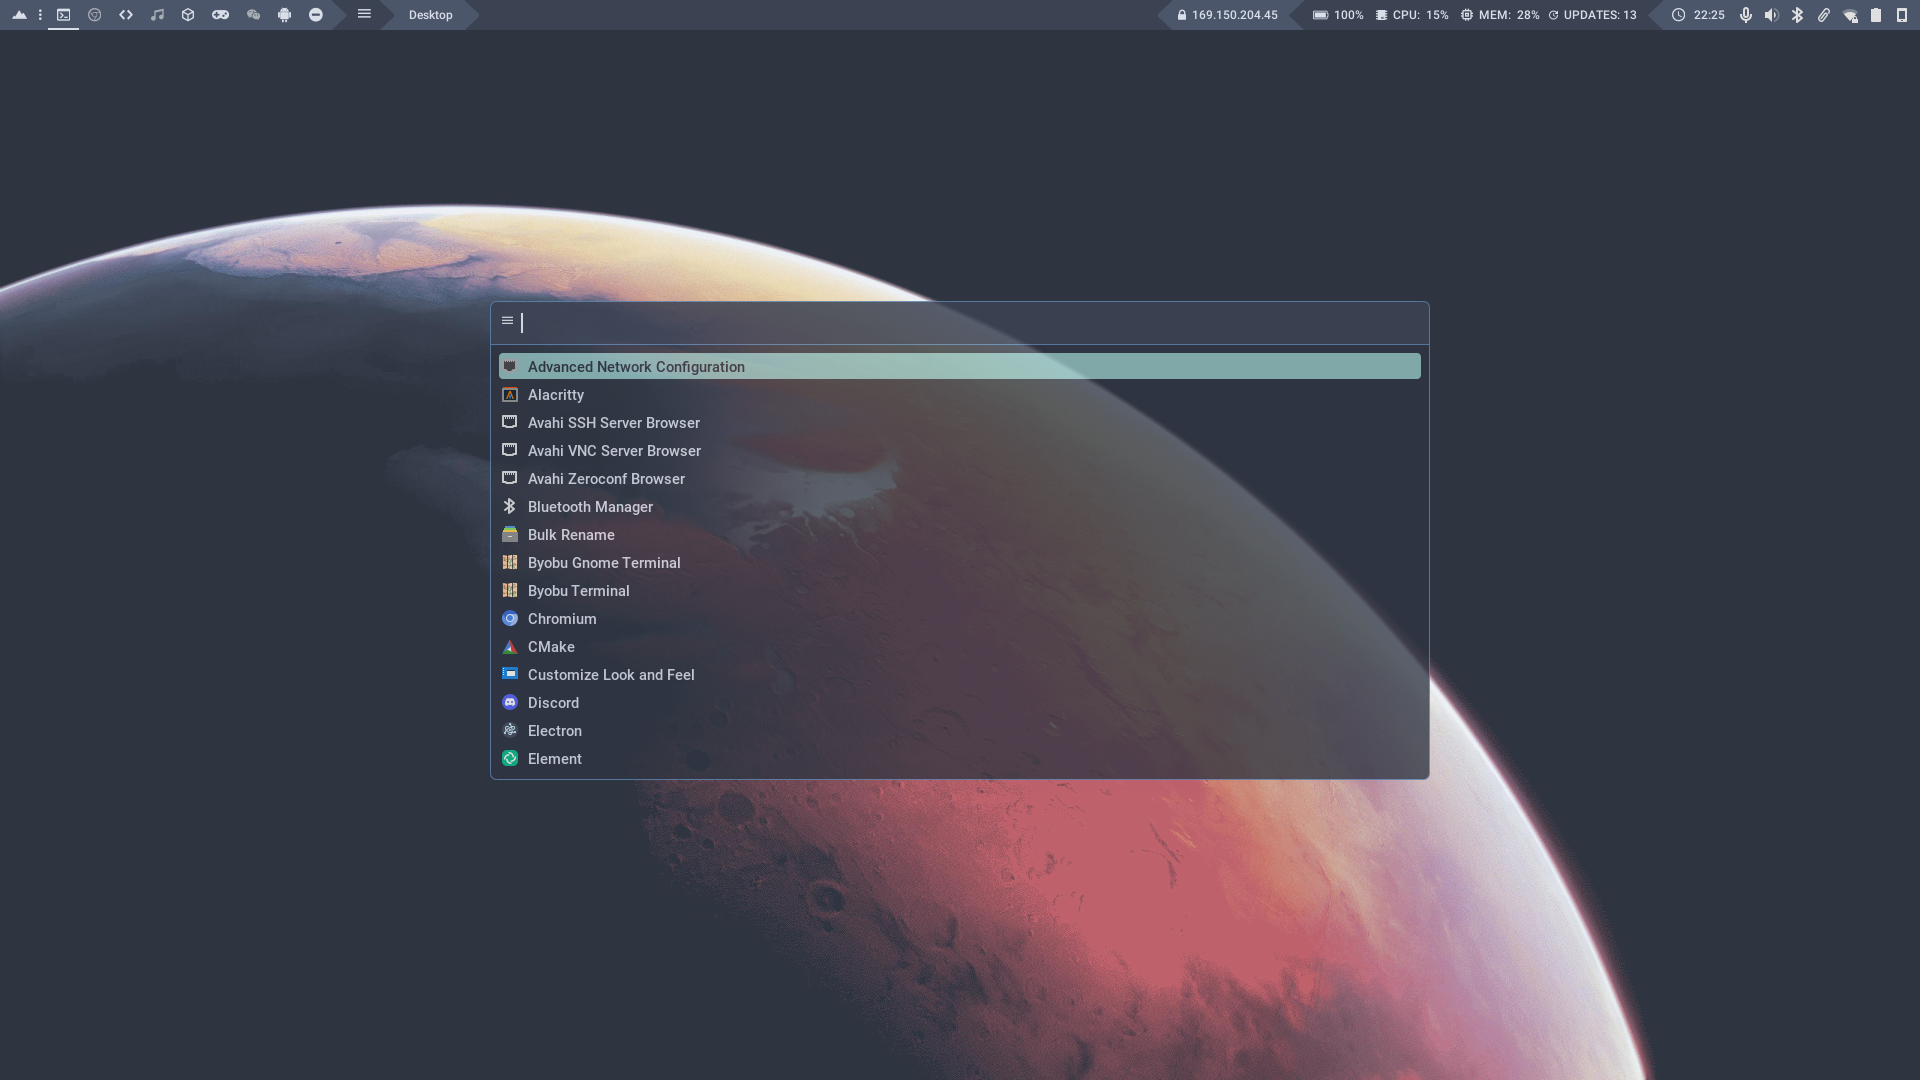 Desktop
169.150.204.45
100% CPU: 15% MEM: 28% UPDATES: 13
22:25
Advanced Network Configuration
Alacritty
Avahi SSH Server Browser
Avahi VNC Server Browser
Avahi Zeroconf Browser
Bluetooth Manager
Bulk Rename
Byobu Gnome Terminal
Byobu Terminal
Chromium
CMake
Customize Look and Feel
Discord
Electron
Element